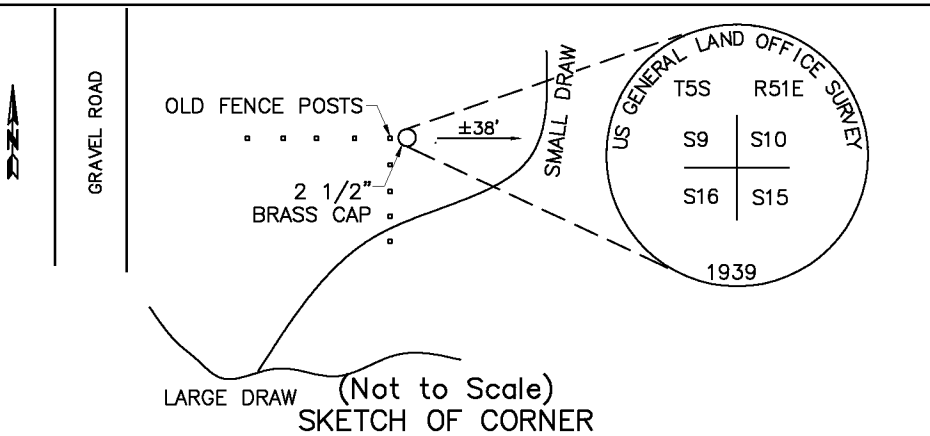 N
GRAVEL ROAD
OLD FENCE POSTS
±38'
SMALL DRAW
2 1/2"
BRASS CAP
US GENERAL LAND OFFICE SURVEY
T5S R51E
S9 S10
S16 S15
1939
LARGE DRAW
(Not to Scale)
SKETCH OF CORNER